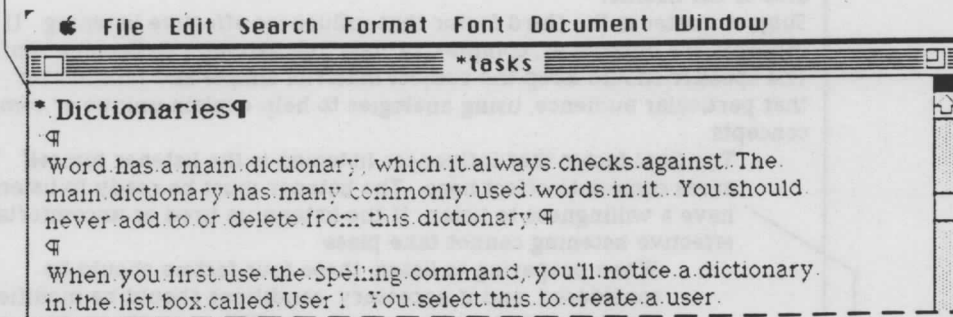 File Edit Search Format Font Document Window
*tasks
* Dictionaries¶
¶
Word has a main dictionary, which it always checks against. The
main dictionary has many commonly used words in it. You should
never add to or delete from this dictionary. ¶
¶
When you first use the Spelling command, you'll notice a dictionary
in the list box called User 1. You select this to create a user